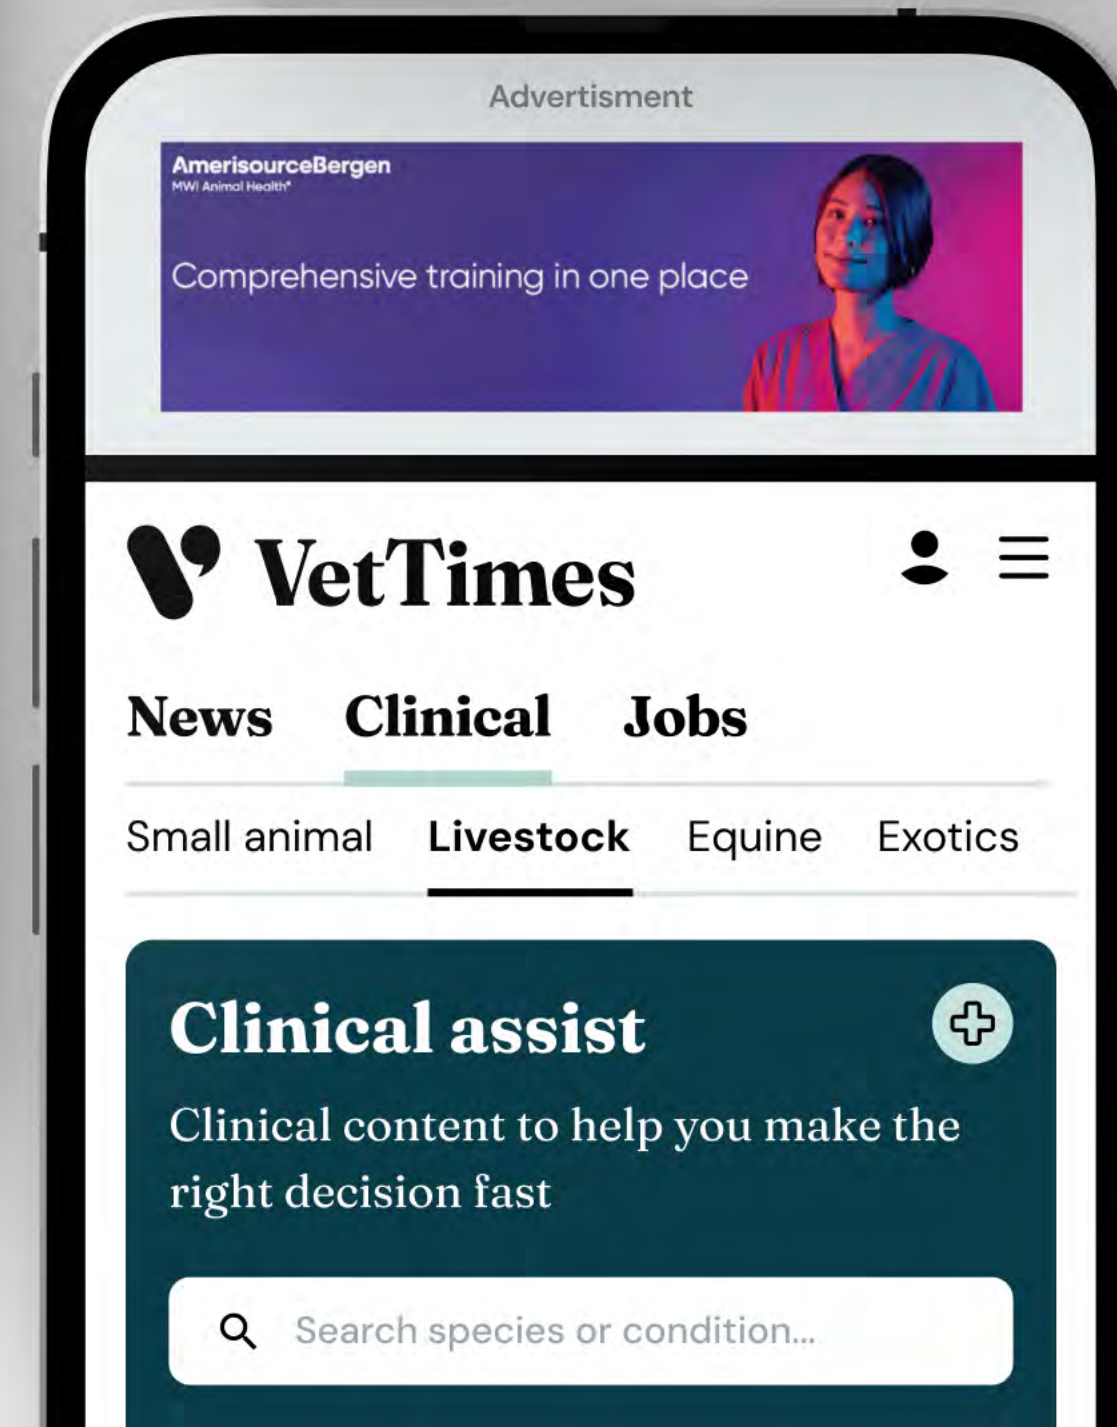 Advertisment
AmerisourceBergen
MWI Animal Health®
Comprehensive training in one place
VetTimes
News Clinical Jobs
Small animal Livestock Equine Exotics
Clinical assist
Clinical content to help you make the
right decision fast
Search species or condition...